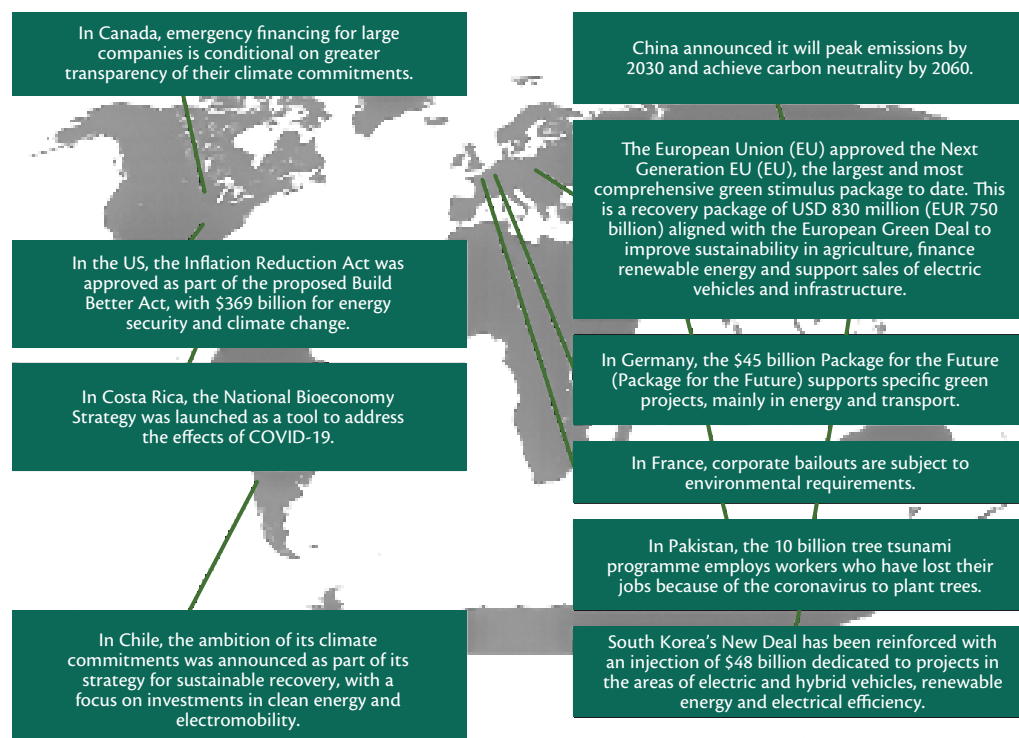 In Canada, emergency financing for large
companies is conditional on greater
transparency of their climate commitments.
In the US, the Inflation Reduction Act was
approved as part of the proposed Build
Better Act, with $369 billion for energy
security and climate change.
In Costa Rica, the National Bioeconomy
Strategy was launched as a tool to address
the effects of COVID-19.
In Chile, the ambition of its climate
commitments was announced as part of its
strategy for sustainable recovery, with a
focus on investments in clean energy and
electromobility.
China announced it will peak emissions by
2030 and achieve carbon neutrality by 2060.
The European Union (EU) approved the Next
Generation EU (EU), the largest and most
comprehensive green stimulus package to date. This
is a recovery package of USD 830 million (EUR 750
billion) aligned with the European Green Deal to
improve sustainability in agriculture, finance
renewable energy and support sales of electric
vehicles and infrastructure.
In Germany, the $45 billion Package for the Future
(Package for the Future) supports specific green
projects, mainly in energy and transport.
In France, corporate bailouts are subject to
environmental requirements.
In Pakistan, the 10 billion tree tsunami
programme employs workers who have lost their
jobs because of the coronavirus to plant trees.
South Korea’s New Deal has been reinforced with
an injection of $48 billion dedicated to projects in
the areas of electric and hybrid vehicles, renewable
energy and electrical efficiency.